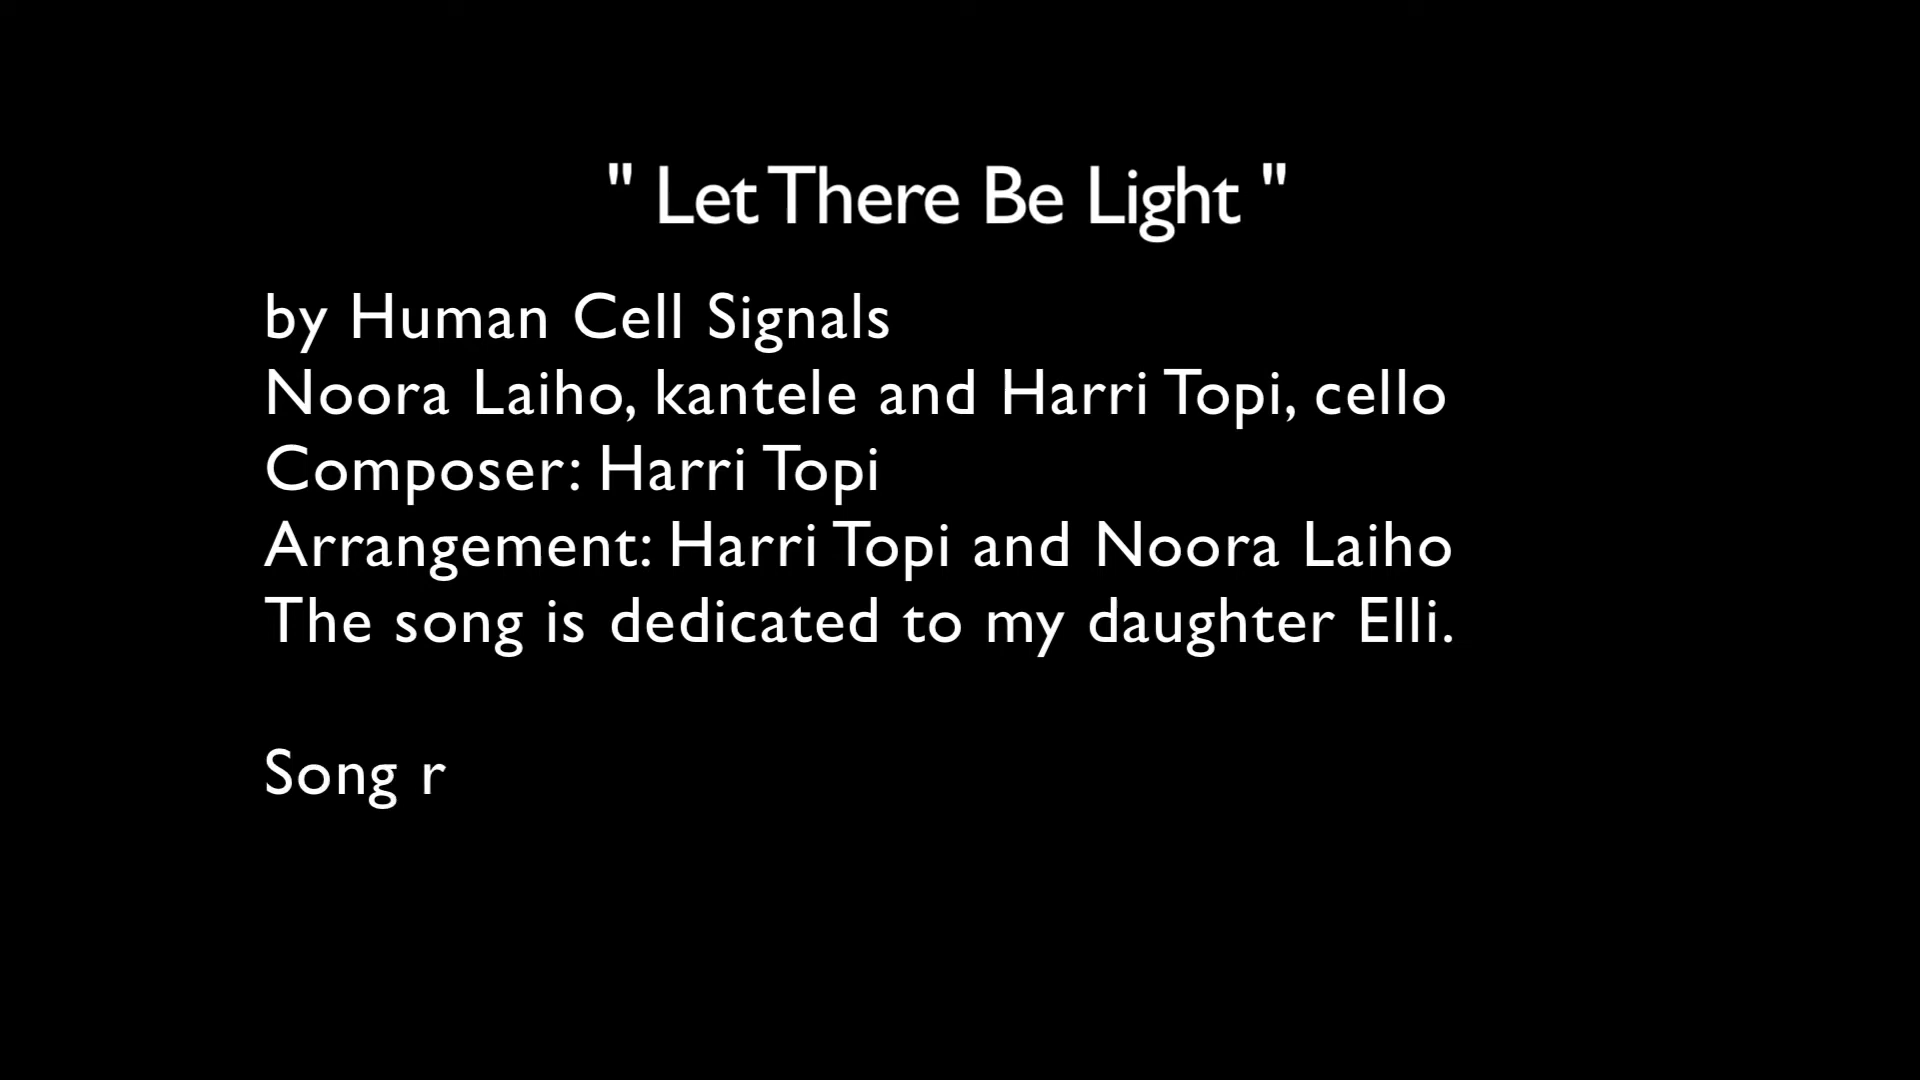 " Let There Be Light "
by Human Cell Signals
Noora Laiho, kantele and Harri Topi, cello
Composer: Harri Topi
Arrangement: Harri Topi and Noora Laiho
The song is dedicated to my daughter Elli.
Song r